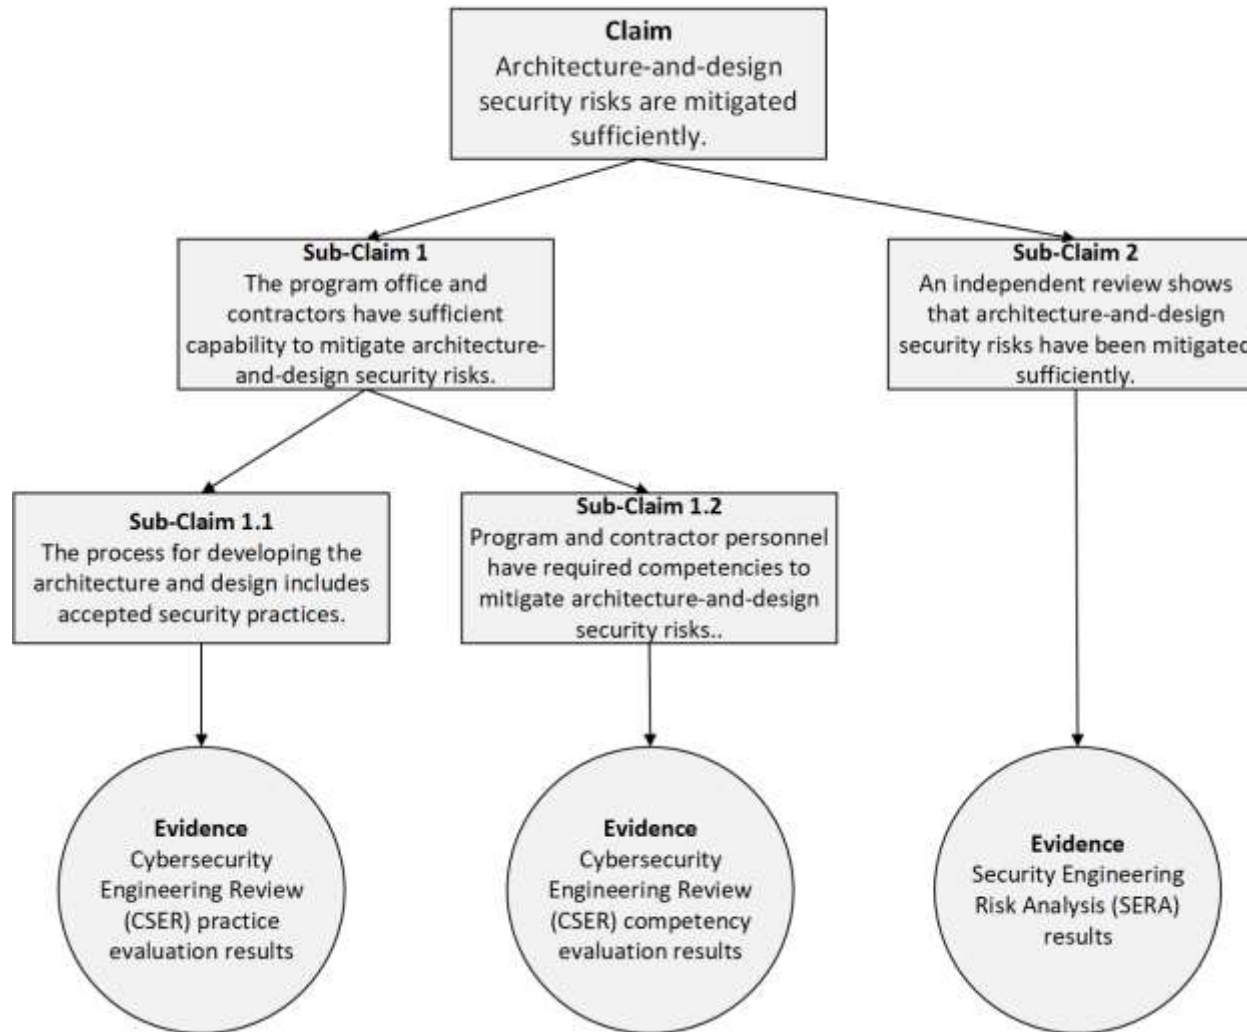 Claim
Architecture-and-design
security risks are mitigated
sufficiently.
Sub-Claim 1
The program office and
contractors have sufficient
capability to mitigate architecture-
and-design security risks.
Sub-Claim 2
An independent review shows
that architecture-and-design
security risks have been mitigated
sufficiently.
Sub-Claim 1.1
The process for developing the
architecture and design includes
accepted security practices.
Sub-Claim 1.2
Program and contractor personnel
have required competencies to
mitigate architecture-and-design
security risks..
Evidence
Cybersecurity
Engineering Review
(CSER) practice
evaluation results
Evidence
Cybersecurity
Engineering Review
(CSER) competency
evaluation results
Evidence
Security Engineering
Risk Analysis (SERA)
results